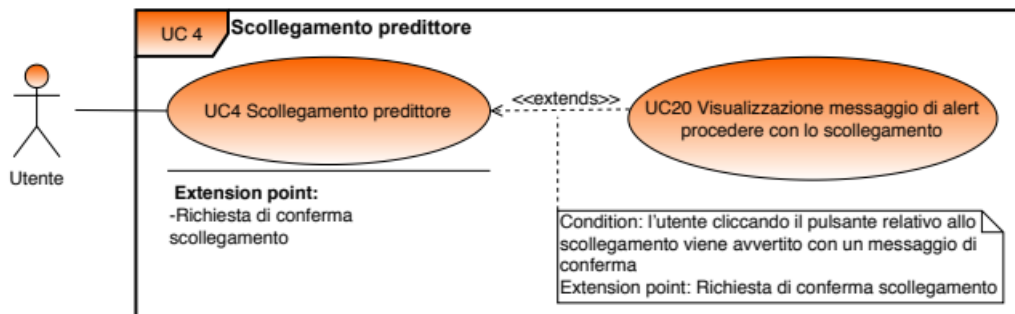 UC 4
Scollegamento predittore
Utente
UC4 Scollegamento predittore
<<extends>>
UC20 Visualizzazione messaggio di alert
procedere con lo scollegamento
Extension point:
-Richiesta di conferma
scollegamento
Condition: l'utente cliccando il pulsante relativo allo
scollegamento viene avvertito con un messaggio di
conferma
Extension point: Richiesta di conferma scollegamento